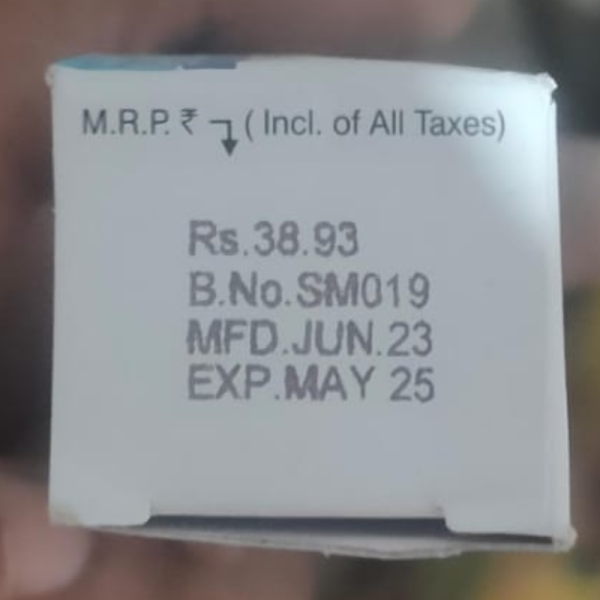 M.R.P. ₹ ( Incl. of All Taxes)
Rs.38.93
B.No.SM019
MFD.JUN.23
EXP.MAY 25